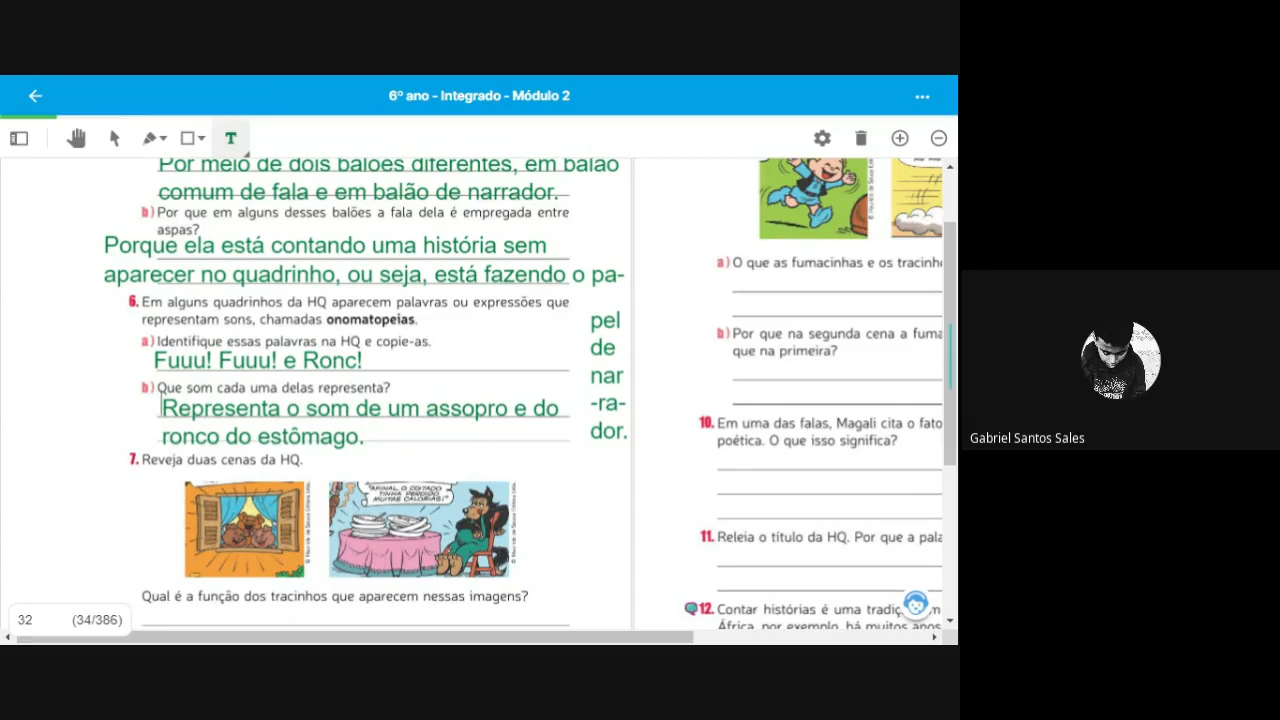 6º ano - Integrado - Módulo 2
T
Por meio de dois balões diferentes, em balão
comum de fala e em balão de narrador.
b) Por que em alguns desses balões a fala dela é empregada entre
aspas?
Porque ela está contando uma história sem
aparecer no quadrinho, ou seja, está fazendo o pa-
pel
de
nar
-ra-
dor.
6. Em alguns quadrinhos da HQ aparecem palavras ou expressões que
representam sons, chamadas onomatopeias.
a) Identifique essas palavras na HQ e copie-as.
Fuuu! Fuuu! e Ronc!
b) Que som cada uma delas representa?
Representa o som de um assopro e do
ronco do estômago.
7. Reveja duas cenas da HQ.
"AFINAL, O COITADO
TINHA PERDIDO
MUITAS CALORIAS!"
Qual é a função dos tracinhos que aparecem nessas imagens?
32 (34/386)
a) O que as fumacinhas e os tracinh
b) Por que na segunda cena a fuma
que na primeira?
10. Em uma das falas, Magali cita o fato
poética. O que isso significa?
11. Releia o título da HQ. Por que a pala
12. Contar histórias é uma tradiç
África, por exemplo, há muitos anos
Gabriel Santos Sales